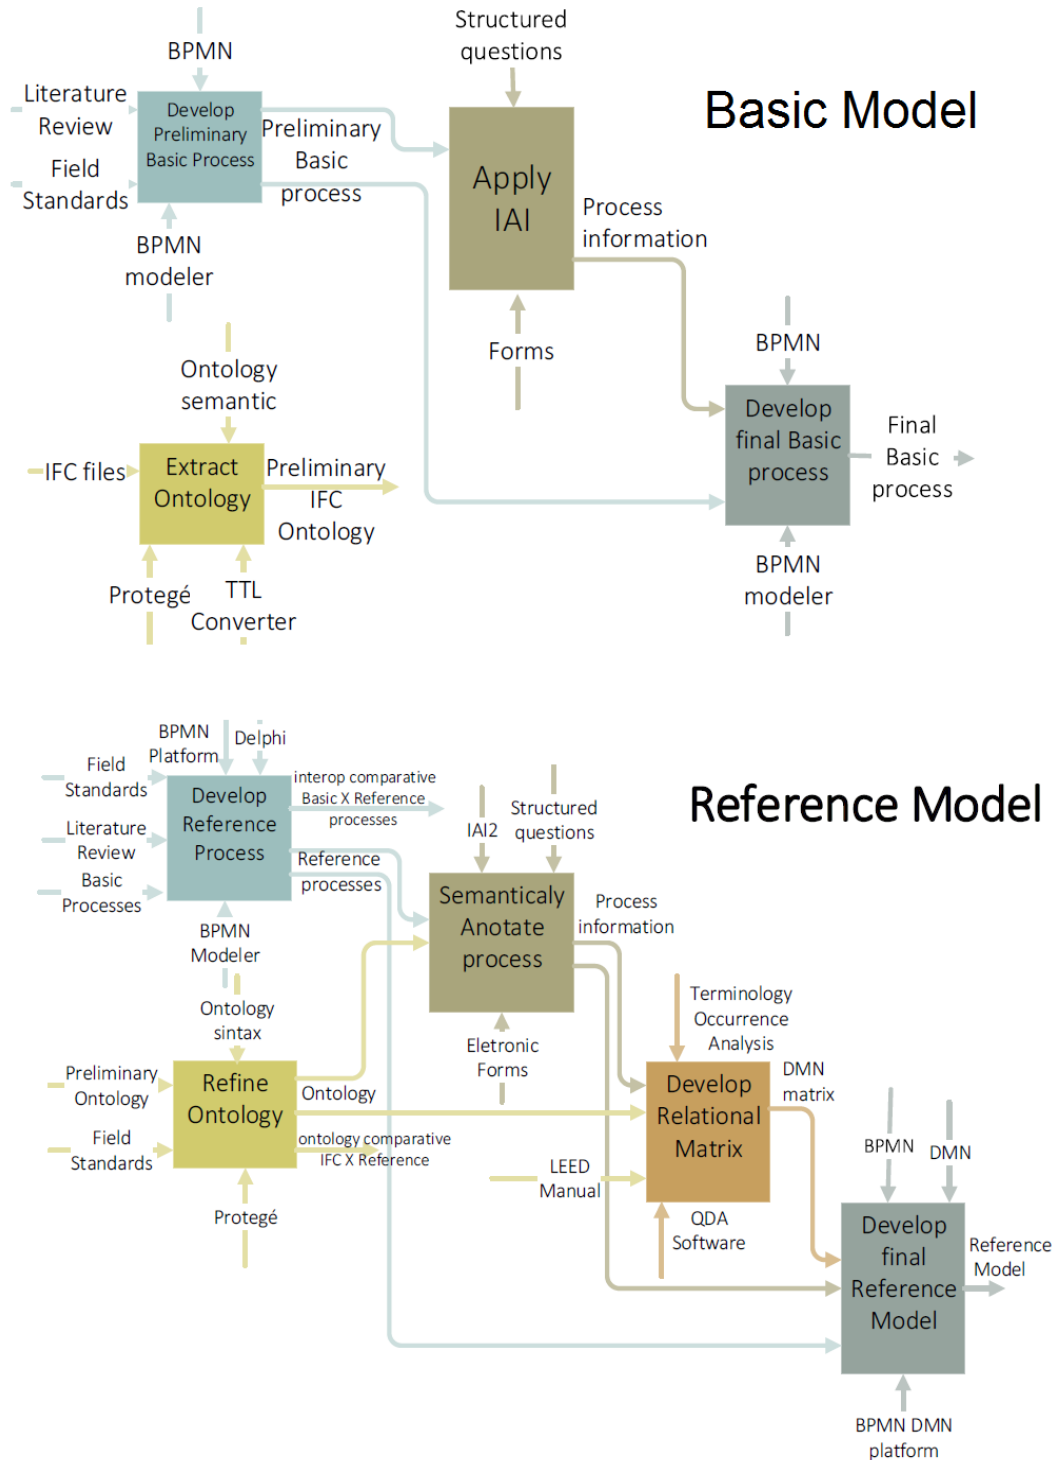 Structured
questions
BPMN
Basic Model
Literature
Review
Develop
Preliminary
Basic Process
Preliminary
Basic
process
Field
Standards
Apply
IAI
Process
information
BPMN
modeler
Forms
BPMN
Ontology
semantic
Develop
final Basic
process
Final
Basic
process
IFC files
Extract
Ontology
Preliminary
IFC
Ontology
BPMN
modeler
Protegé
TTL
Converter
BPMN
Platform
Delphi
Reference Model
Field
Standards
Develop
Reference
Process
interop comparative
Basic X Reference
processes
IAI2
Structured
questions
Literature
Review
Basic
Processes
Reference
processes
Semanticaly
Anotate
process
Process
information
BPMN
Modeler
Ontology
sintax
Terminology
Occurrence
Analysis
Eletronic
Forms
Preliminary
Ontology
Refine
Ontology
Ontology
Develop
Relational
Matrix
DMN
matrix
Field
Standards
ontology comparative
IFC X Reference
BPMN
DMN
LEED
Manual
Protegé
QDA
Software
Develop
final
Reference
Model
Reference
Model
BPMN DMN
platform